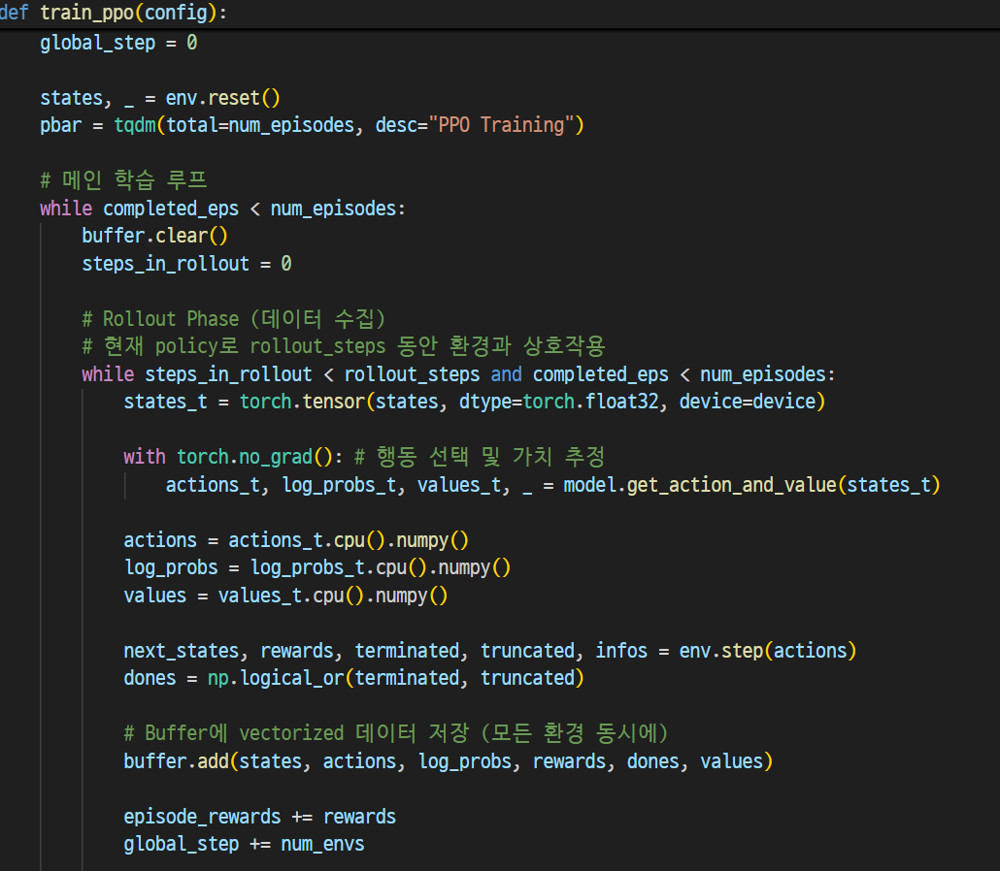 def train_ppo(config):
global_step = 0
states, _ = env.reset()
pbar = tqdm(total=num_episodes, desc="PPO Training")
# 메인 학습 루프
while completed_eps < num_episodes:
buffer.clear()
steps_in_rollout = 0
# Rollout Phase (데이터 수집)
# 현재 policy로 rollout_steps 동안 환경과 상호작용
while steps_in_rollout < rollout_steps and completed_eps < num_episodes:
states_t = torch.tensor(states, dtype=torch.float32, device=device)
with torch.no_grad(): # 행동 선택 및 가치 추정
actions_t, log_probs_t, values_t, _ = model.get_action_and_value(states_t)
actions = actions_t.cpu().numpy()
log_probs = log_probs_t.cpu().numpy()
values = values_t.cpu().numpy()
next_states, rewards, terminated, truncated, infos = env.step(actions)
dones = np.logical_or(terminated, truncated)
# Buffer에 vectorized 데이터 저장 (모든 환경 동시에)
buffer.add(states, actions, log_probs, rewards, dones, values)
episode_rewards += rewards
global_step += num_envs